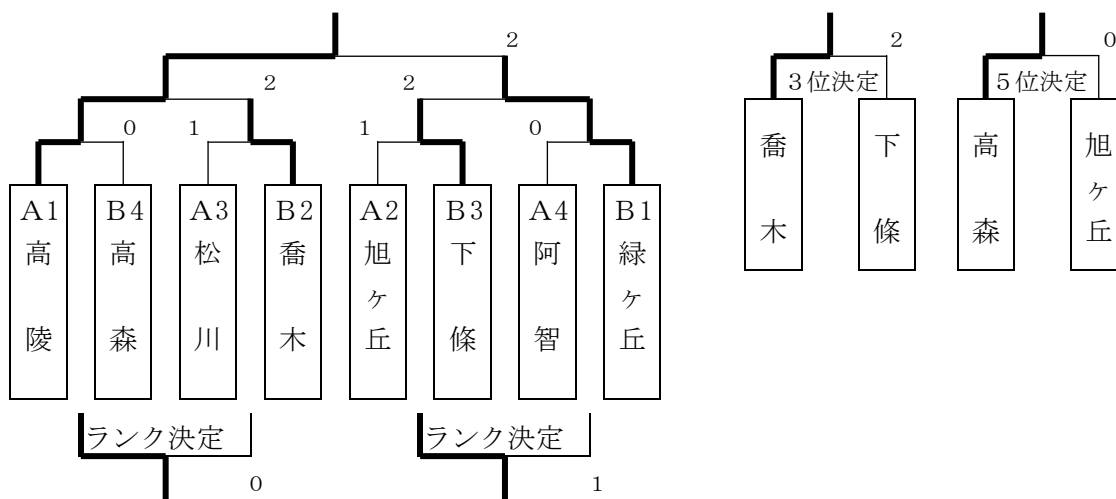 2
2
2
0
1
1
0
A1 高陵
B4 高森
A3 松川
B2 喬木
A2 旭ヶ丘
B3 下條
A4 阿智
B1 緑ヶ丘
ランク決定
0
ランク決定
1
2
3位決定
喬木
下條
0
5位決定
高森
旭ヶ丘